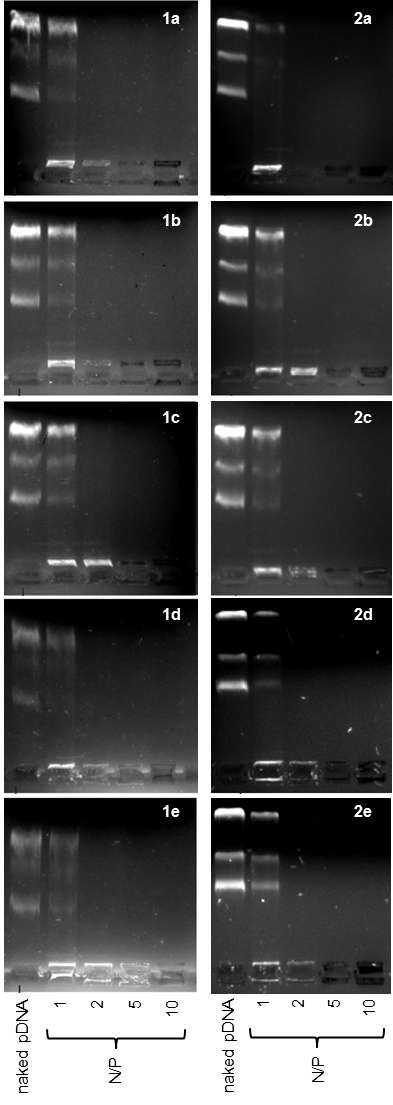 1a 2a
1b 2b
1c 2c
1d 2d
1e 2e
naked pDNA 1 2 5 10 naked pDNA 1 2 5 10
N/P N/P